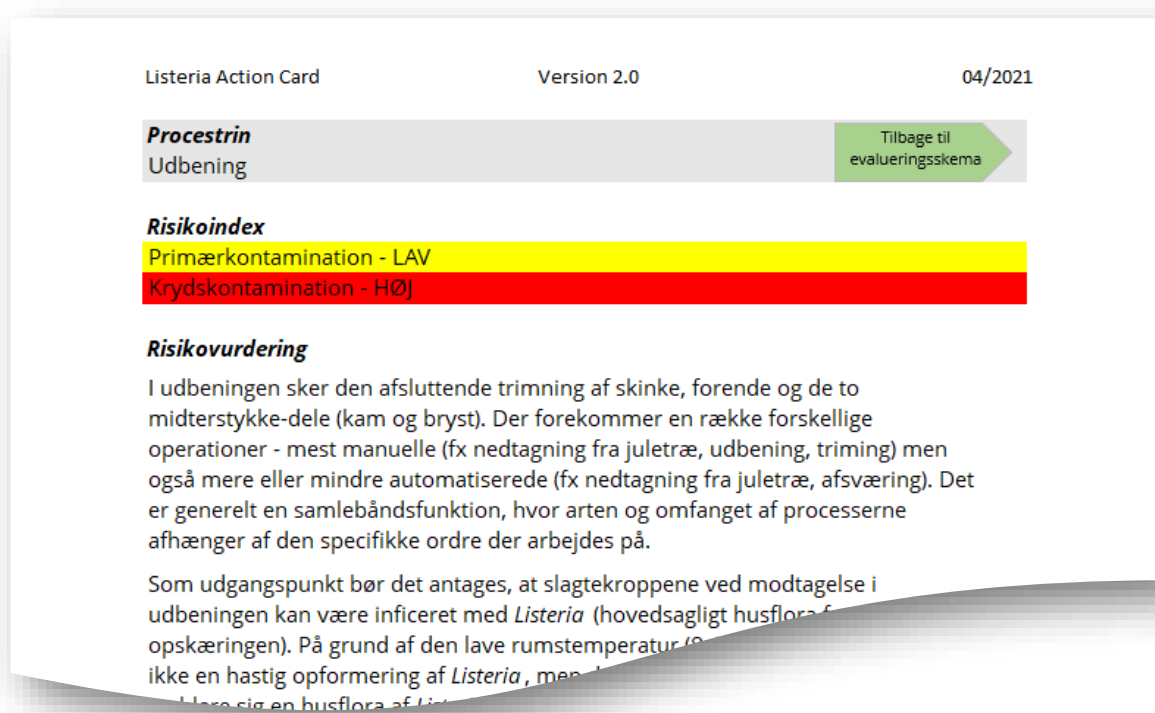 Listeria Action Card Version 2.0 04/2021
Procestrin
Tilbage til
evalueringsskema
Udbening
Risikoindex
Primærkontamination - LAV
Krydskontamination - HØJ
Risikovurdering
I udbeningen sker den afsluttende trimning af skinke, forende og de to
midterstykke-dele (kam og bryst). Der forekommer en række forskellige
operationer - mest manuelle (fx nedtagning fra juletræ, udbening, triming) men
også mere eller mindre automatiserede (fx nedtagning fra juletræ, afsværing). Det
er generelt en samlebåndsfunktion, hvor arten og omfanget af processerne
afhænger af den specifikke ordre der arbejdes på.
Som udgangspunkt bør det antages, at slagtekroppene ved modtagelse i
udbeningen kan være inficeret med Listeria (hovedsagligt husflora
opskæringen). På grund af den lave rumstemperatur
ikke en hastig opformering af Listeria, men
sig en husflora af